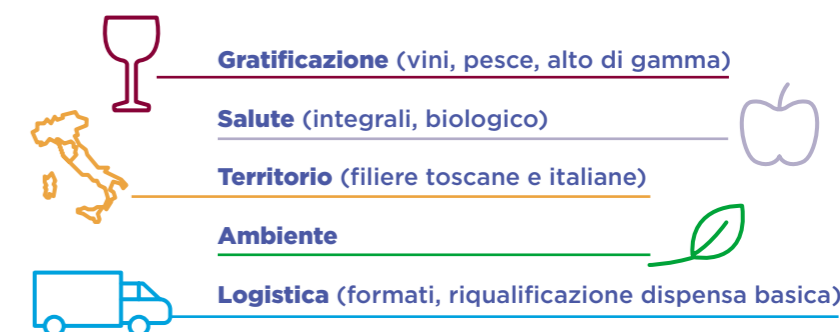 Gratificazione (vini, pesce, alto di gamma)
Salute (integrali, biologico)
Territorio (filiere toscane e italiane)
Ambiente
Logistica (formati, riqualificazione dispensa basica)